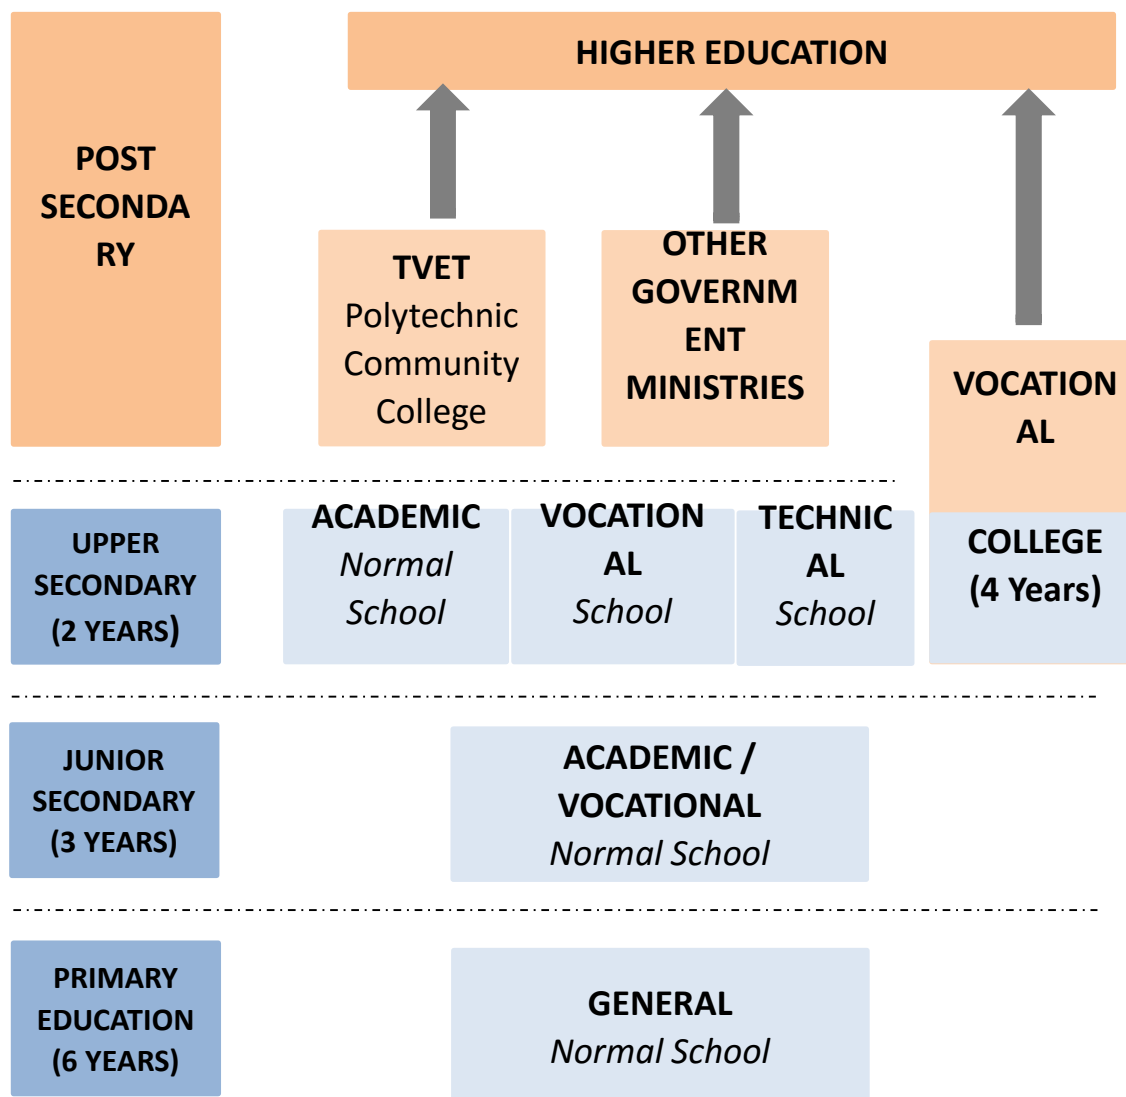 HIGHER EDUCATION
POST
SECONDA
RY
TVET
Polytechnic
Community
College
OTHER
GOVERNM
ENT
MINISTRIES
VOCATION
AL
COLLEGE
(4 Years)
UPPER
SECONDARY
(2 YEARS)
ACADEMIC
Normal
School
VOCATION
AL
School
TECHNIC
AL
School
JUNIOR
SECONDARY
(3 YEARS)
ACADEMIC /
VOCATIONAL
Normal School
PRIMARY
EDUCATION
(6 YEARS)
GENERAL
Normal School